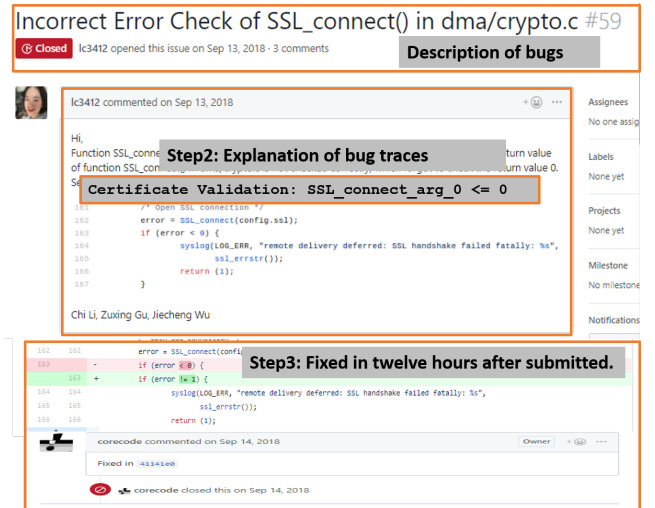 Incorrect Error Check of SSL_connect() in dma/crypto.c #59
Closed lc3412 opened this issue on Sep 13, 2018 · 3 comments
Description of bugs
lc3412 commented on Sep 13, 2018
Hi,
Function SSL_conne
turn value
Step2: Explanation of bug traces
of function
turn value 0.
Se
Certificate Validation: SSL_connect_arg_0 <= 0
161 /* Open SSL connection */
162 error = SSL_connect(config.ssl);
163 if (error < 0) {
164 syslog(LOG_ERR, "remote delivery deferred: SSL handshake failed fatally: %s",
165 ssl_errstr());
166 return (1);
167 }
Chi Li, Zuxing Gu, Jiecheng Wu
Assignees
No one assig
Labels
None yet
Projects
None yet
Milestone
No milestone
Notifications
162 162 error = SSL_connect(config
Step3: Fixed in twelve hours after submitted.
163 - if (error < 0) {
163 + if (error != 1) {
164 164 syslog(LOG_ERR, "remote delivery deferred: SSL handshake failed fatally: %s",
165 165 ssl_errstr());
166 166 return (1);
corecode commented on Sep 14, 2018 Owner
Fixed in 41141e0
corecode closed this on Sep 14, 2018